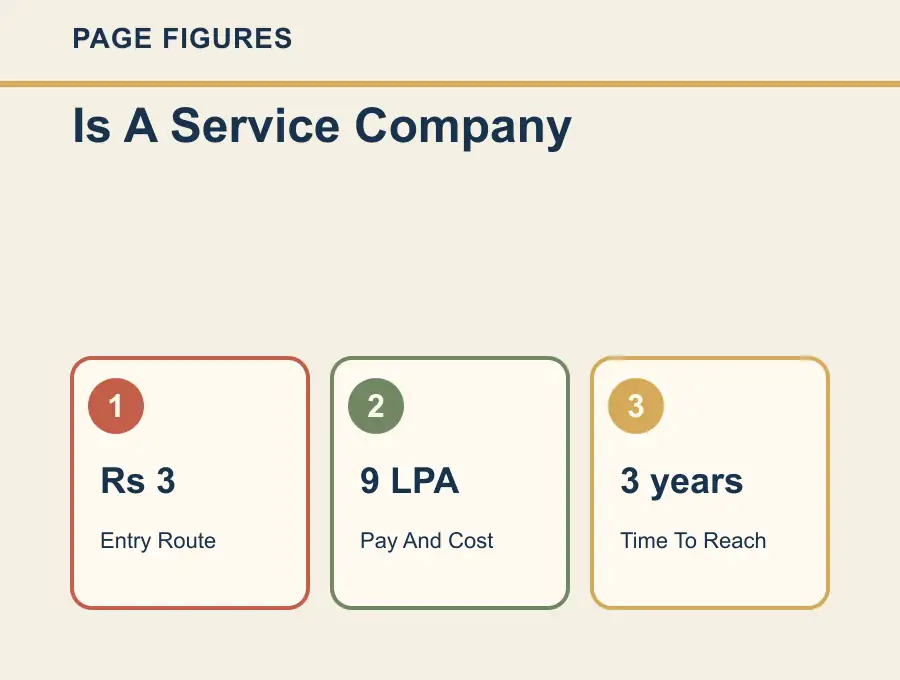 PAGE FIGURES
Is A Service Company
1
Rs 3
Entry Route
2
9 LPA
Pay And Cost
3
3 years
Time To Reach